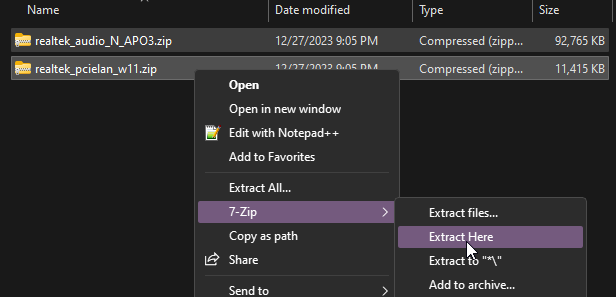 Name Date modified Type Size
realtek_audio_N_APO3.zip 12/27/2023 9:05 PM Compressed (zipp... 92,765 KB
realtek_pcielan_w11.zip 12/27/2023 9:05 PM Compressed (zipp... 11,415 KB
Open
Open in new window
Edit with Notepad++
Add to Favorites
Extract All...
7-Zip
Copy as path
Share
Send to
Extract files...
Extract Here
Extract to "*\"
Add to archive...